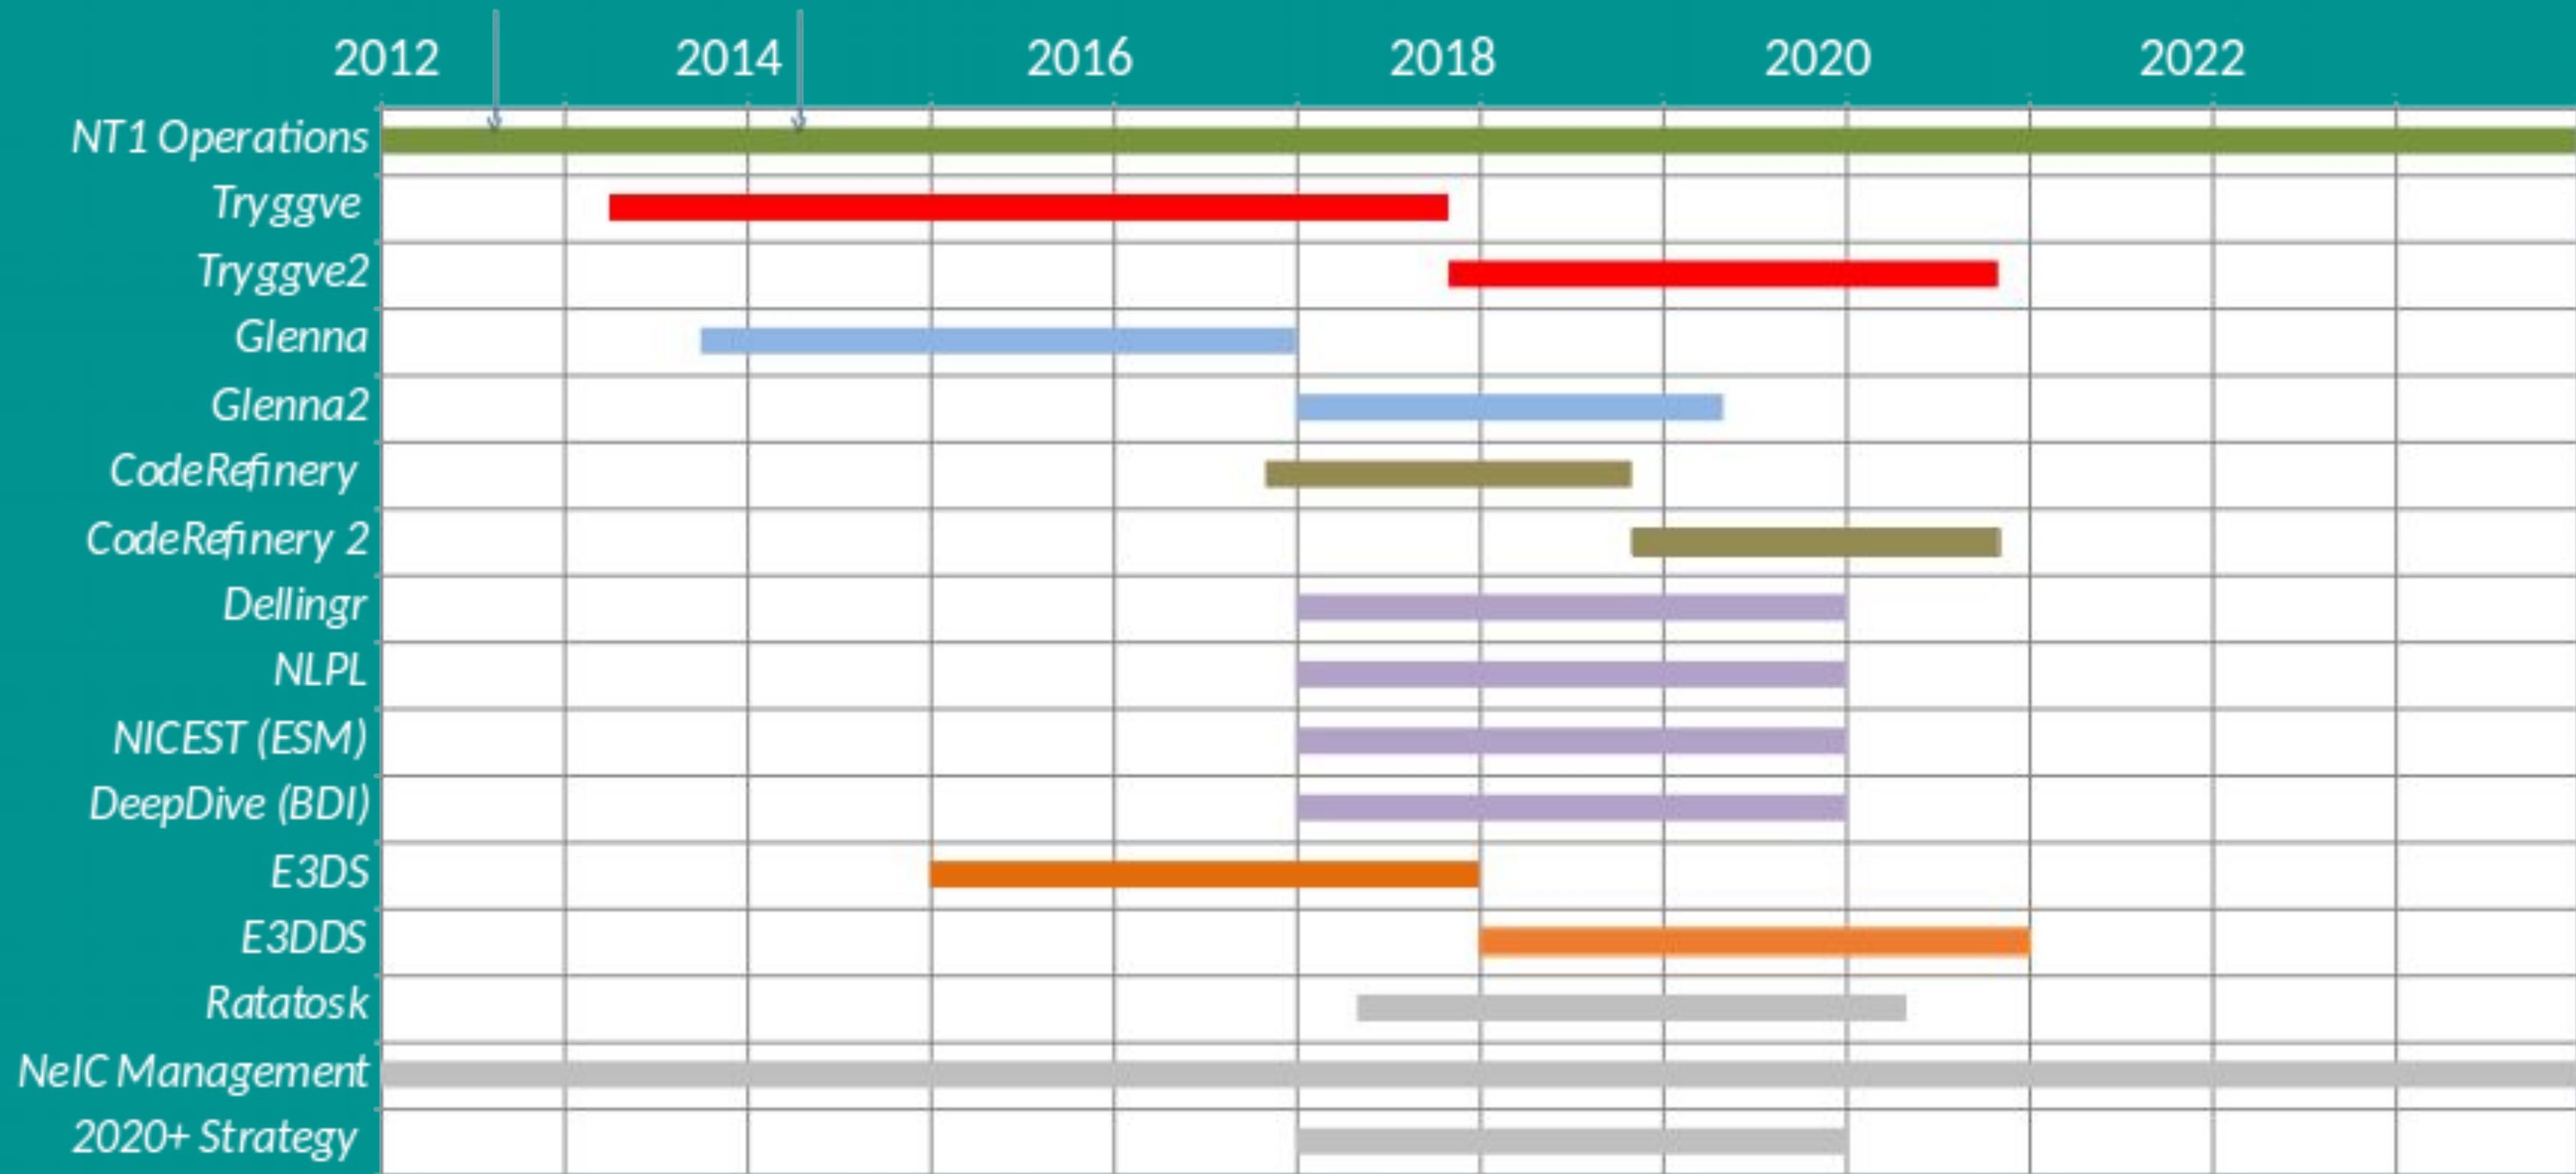 2012 2014 2016 2018 2020 2022
NT1 Operations
Tryggve
Tryggve2
Glenna
Glenna2
CodeRefinery
CodeRefinery 2
Dellingr
NLPL
NICEST (ESM)
DeepDive (BDI)
E3DS
E3DDS
Ratatosk
NeIC Management
2020+ Strategy